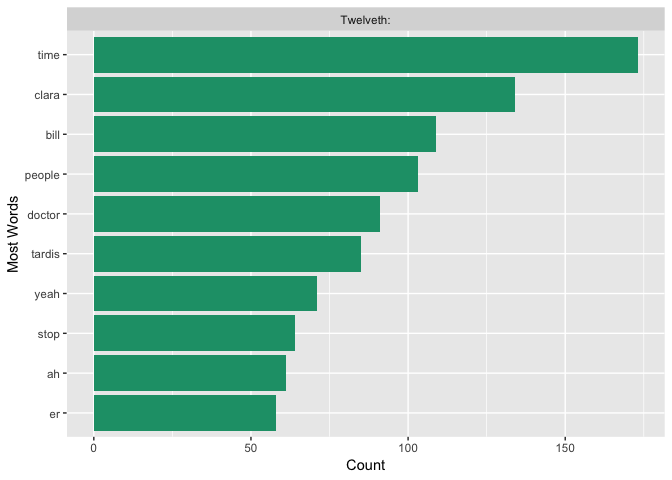 Twelveth:
Most Words
time
clara
bill
people
doctor
tardis
yeah
stop
ah
er
0 50 100 150
Count